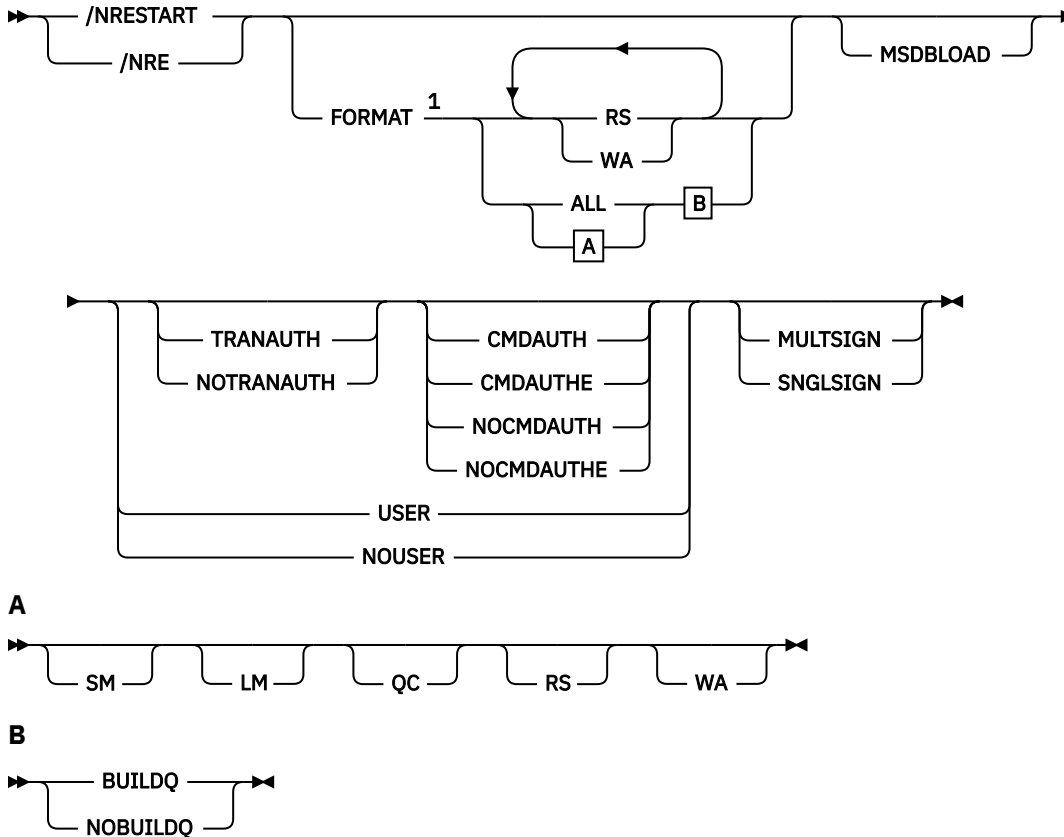 /NRESTART
/NRE
MSDBLOAD
FORMAT 1
RS
WA
ALL
B
A
TRANAUTH
NOTRANAUTH
CMDAUTH
CMDAUTHE
NOCMDAUTH
NOCMDAUTHE
MULTSIGN
SNGLSIGN
USER
NOUSER
A
SM LM QC RS WA
B
BUILDQ
NOBUILDQ